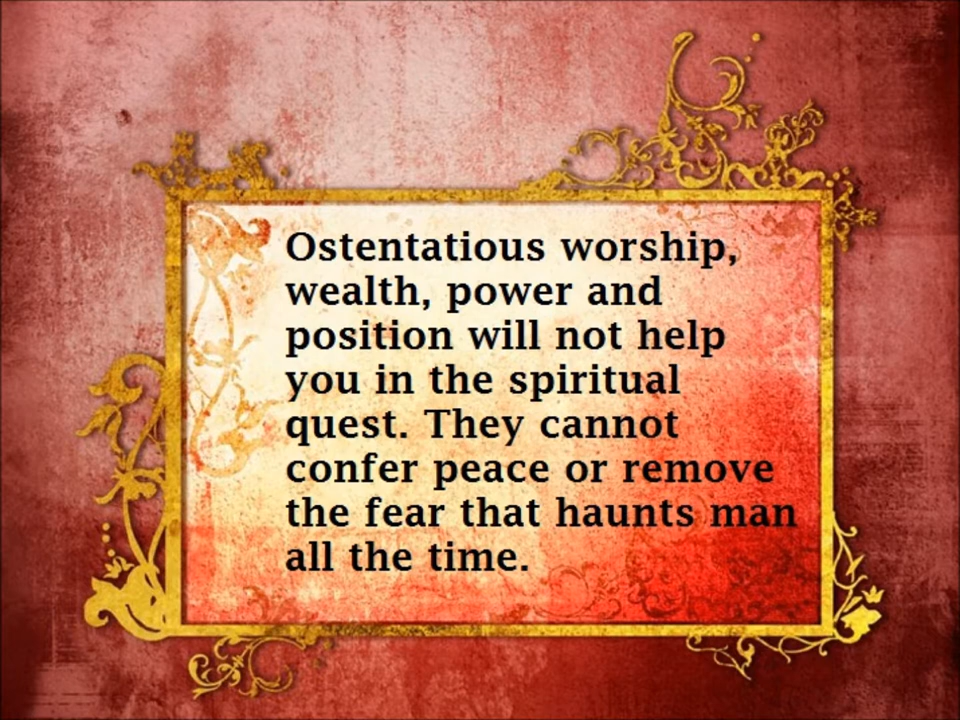 Ostentatious worship,
wealth, power and
position will not help
you in the spiritual
quest. They cannot
confer peace or remove
the fear that haunts man
all the time.